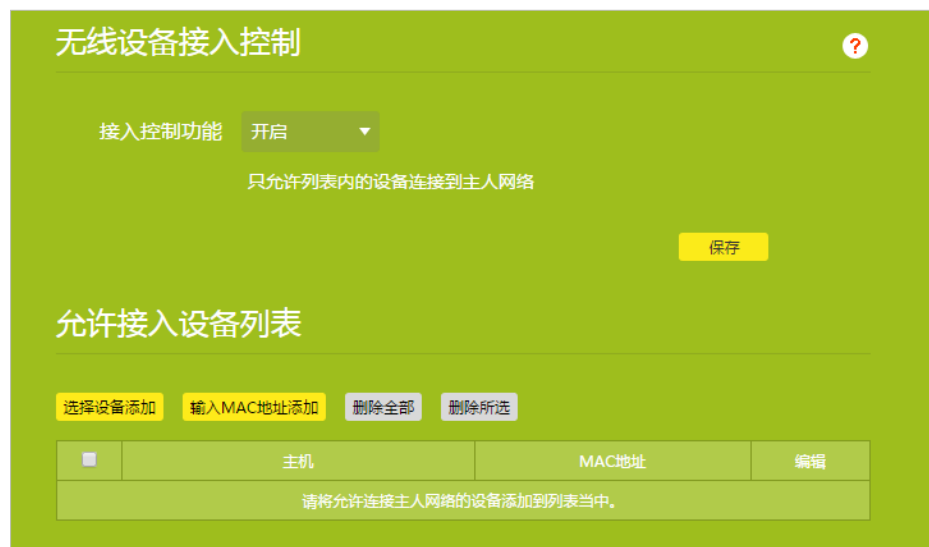 无线设备接入控制
?
接入控制功能 开启
只允许列表内的设备连接到主人网络
保存
允许接入设备列表
选择设备添加 输入MAC地址添加 删除全部 删除所选
主机 MAC地址 编辑
请将允许连接主人网络的设备添加到列表当中。